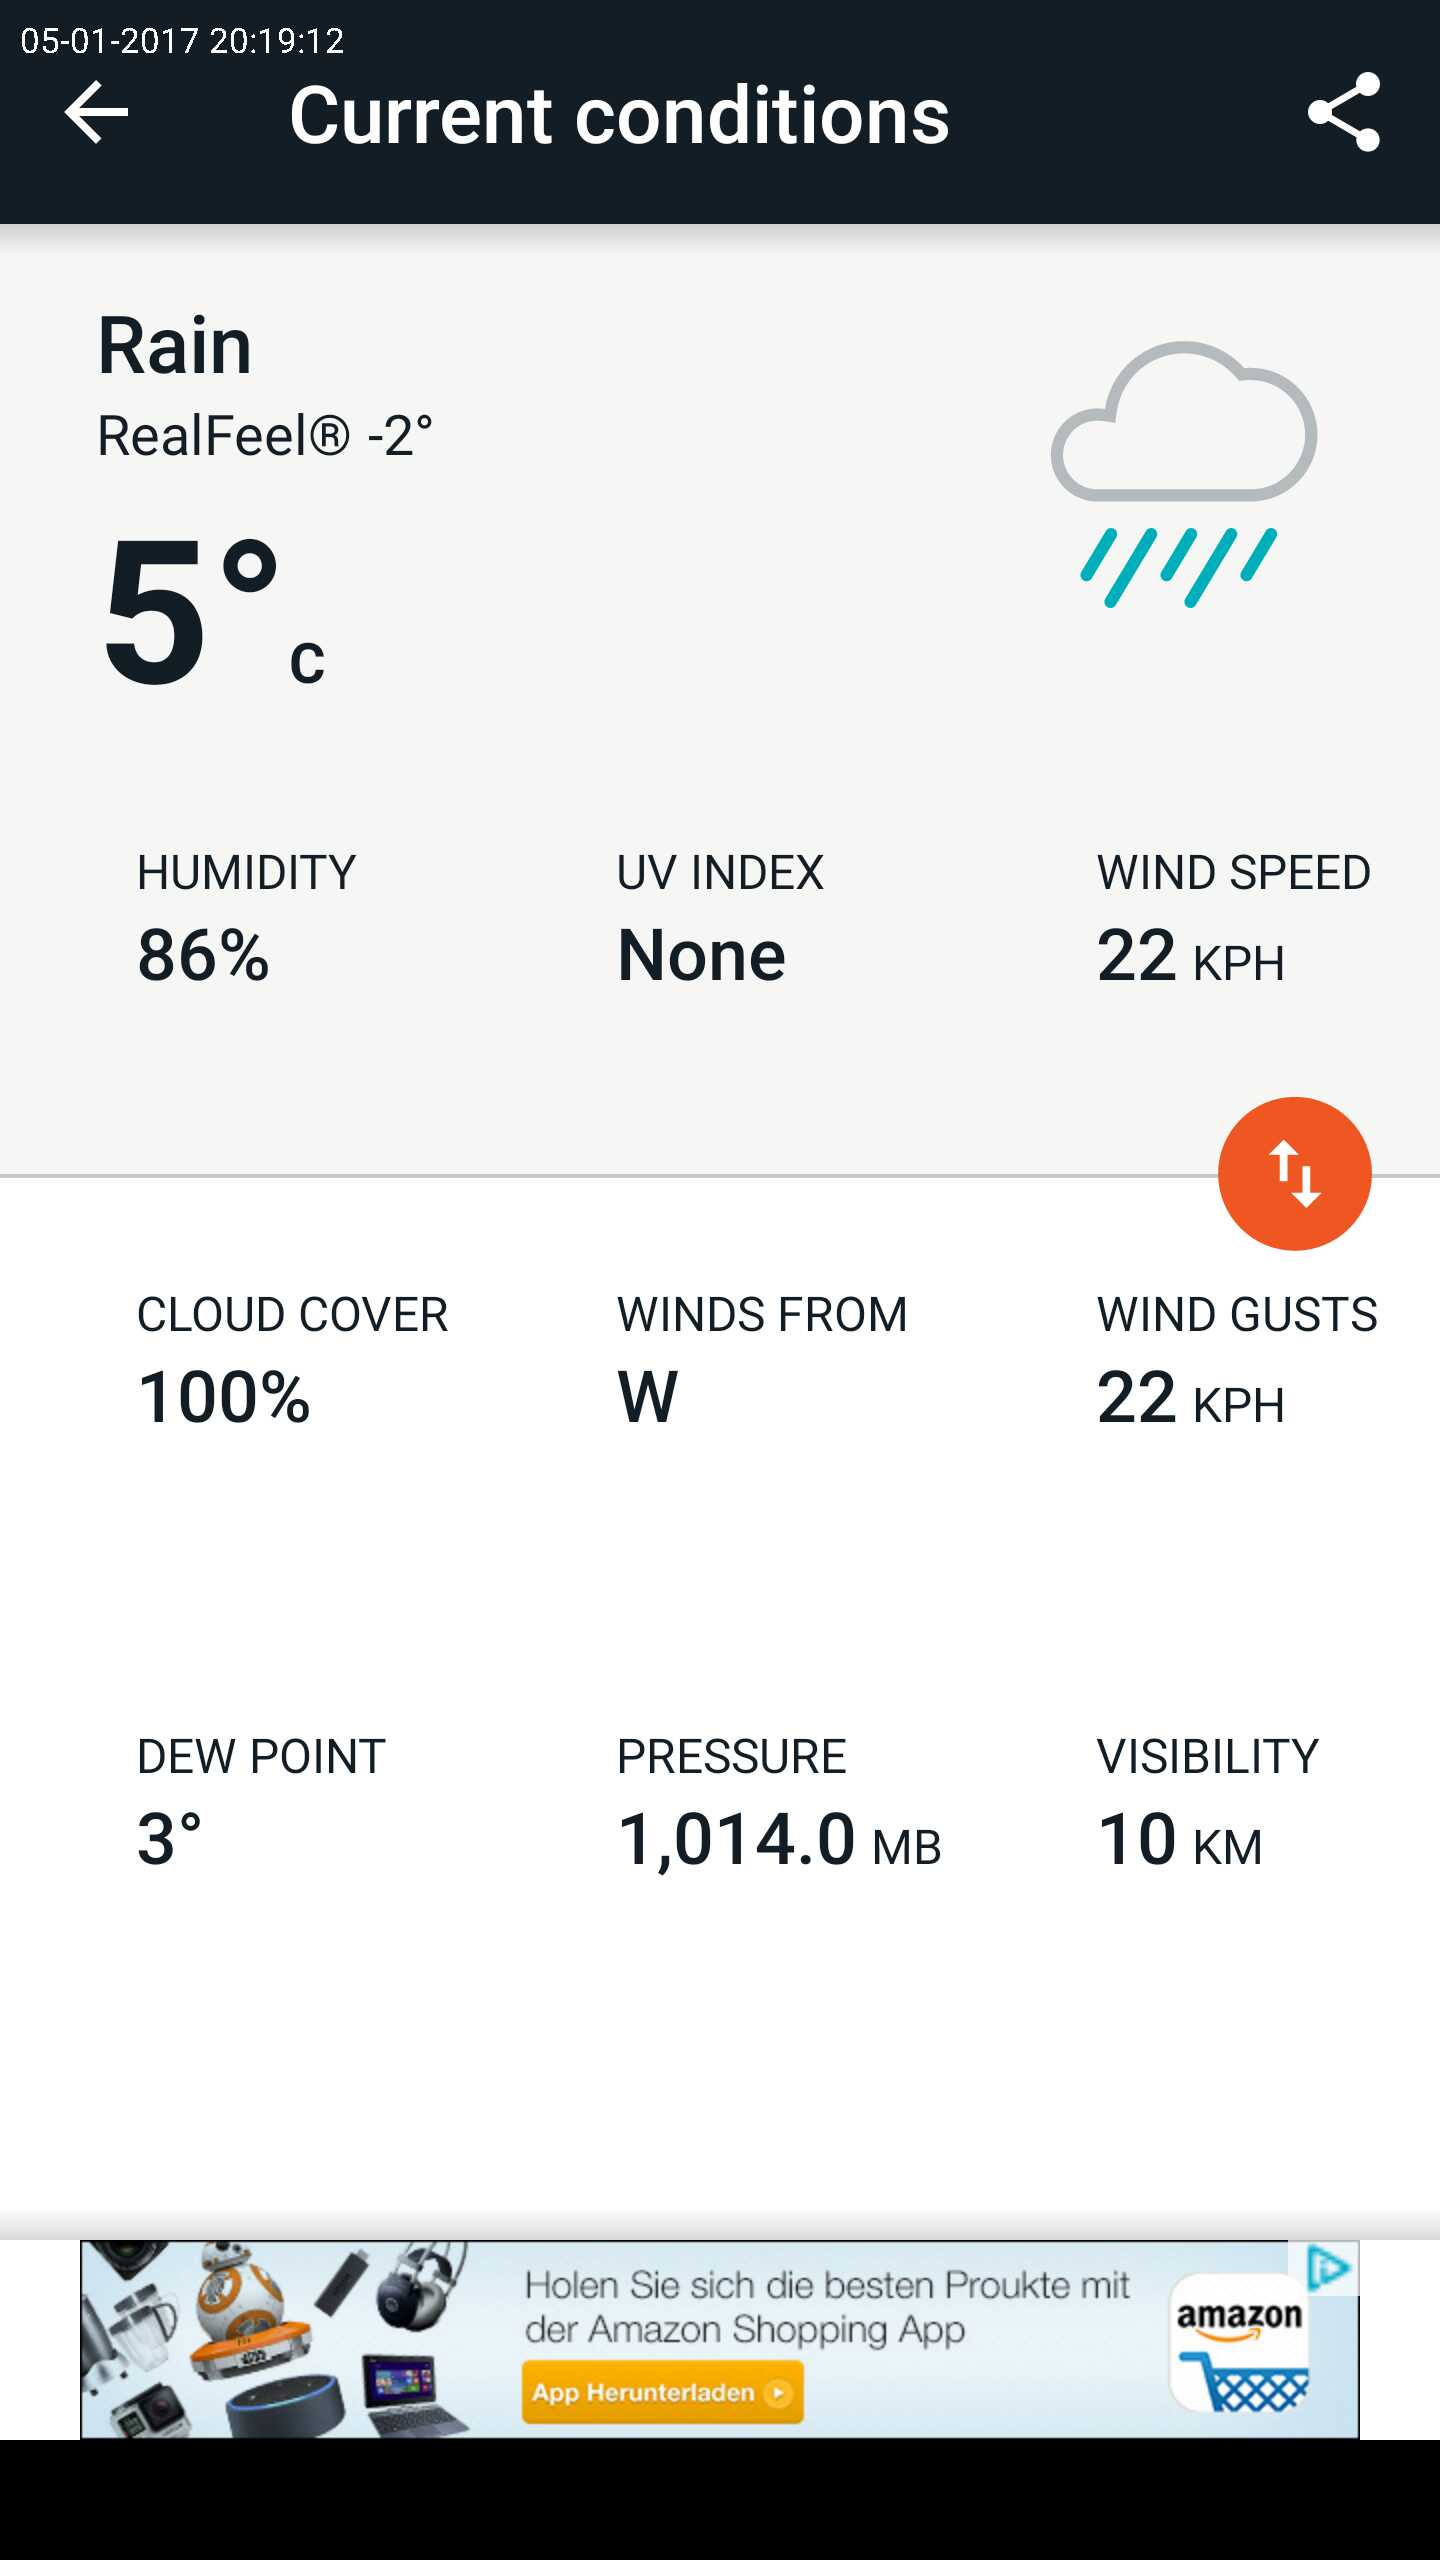 05-01-2017 20:19:12
Current conditions
Rain
RealFeel® -2°
5° C
HUMIDITY UV INDEX WIND SPEED
86% None 22 KPH
CLOUD COVER WINDS FROM WIND GUSTS
100% W 22 KPH
DEW POINT PRESSURE VISIBILITY
3° 1,014.0 MB 10 KM
Holen Sie sich die besten Proukte mit
der Amazon Shopping App
App Herunterladen
amazon